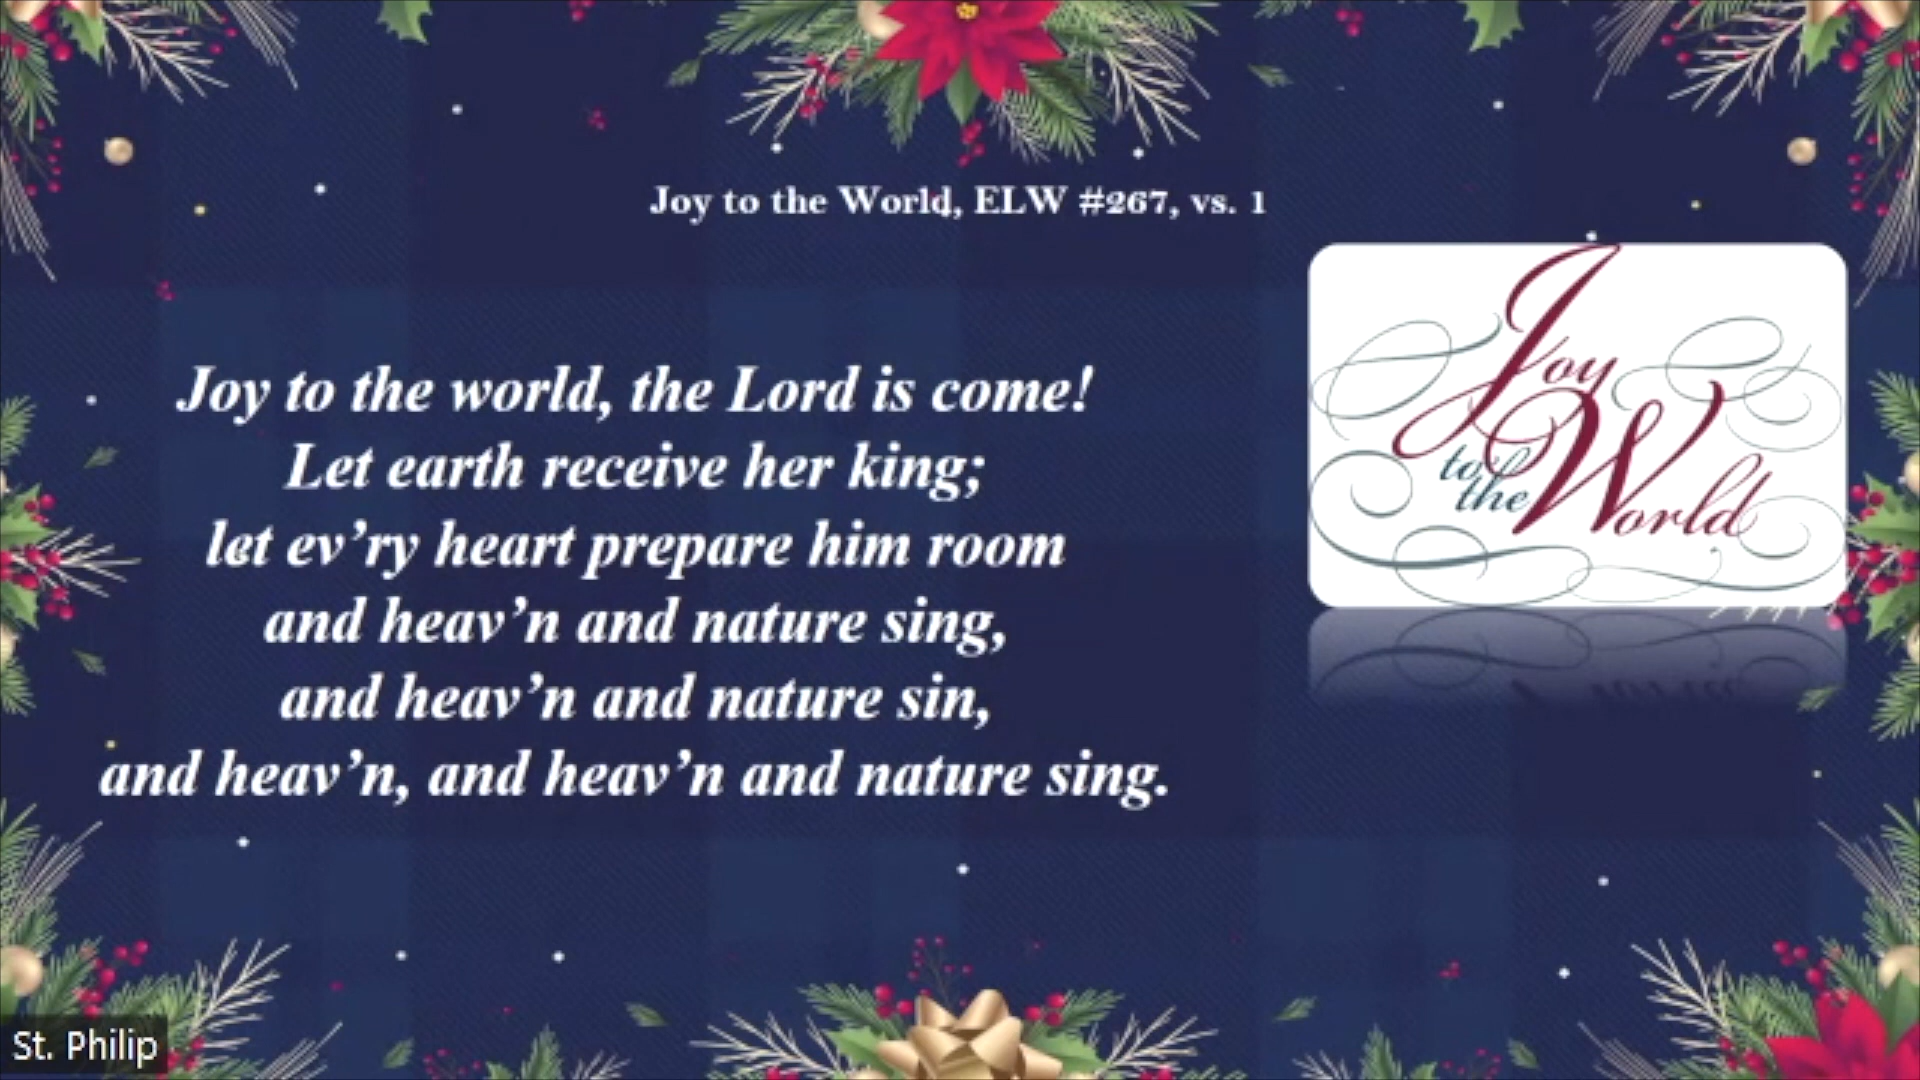 Joy to the World, ELW #267, vs. 1
Joy to the world, the Lord is come!
Let earth receive her king;
let ev’ry heart prepare him room
and heav’n and nature sing,
and heav’n and nature sin,
and heav’n, and heav’n and nature sing.
Joy
to
the World
St. Philip